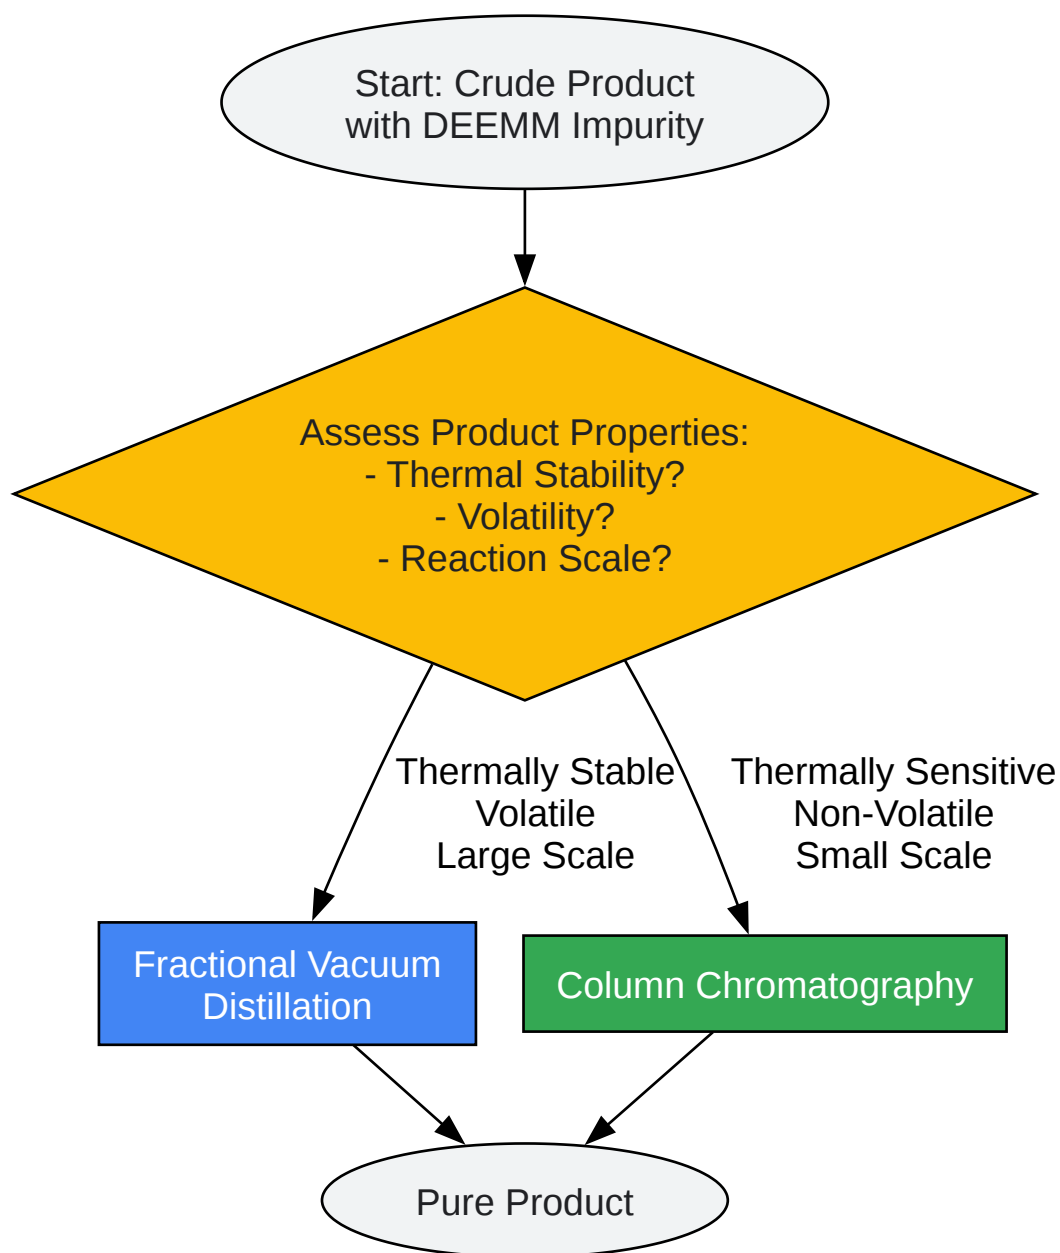 Start: Crude Product
with DEEMM Impurity
Assess Product Properties:
- Thermal Stability?
- Volatility?
- Reaction Scale?
Thermally Stable
Volatile
Large Scale
Thermally Sensitive
Non-Volatile
Small Scale
Fractional Vacuum
Distillation
Column Chromatography
Pure Product